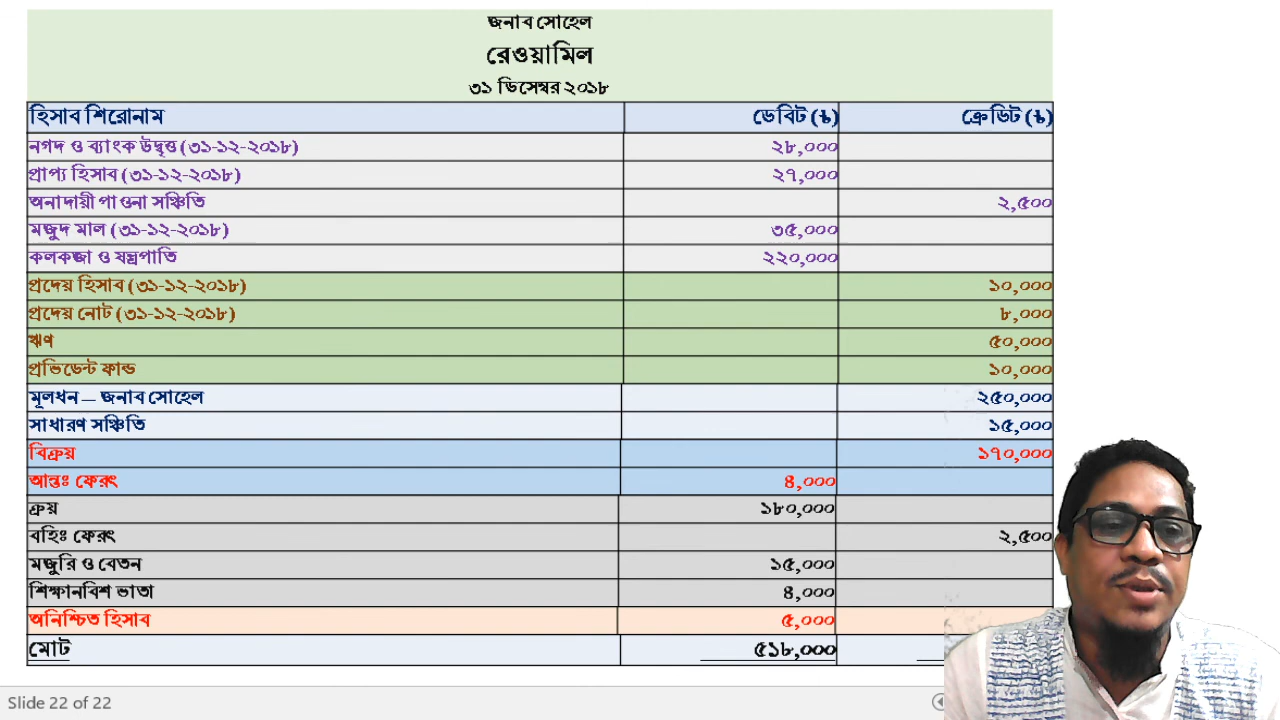 জনাব সোহেল
রেওয়ামিল
৩১ ডিসেম্বর ২০১৮
হিসাব শিরোনাম ডেবিট (৳) ক্রেডিট (৳)
নগদ ও ব্যাংক উদ্বৃত্ত (৩১-১২-২০১৮) ২৮,০০০
প্রাপ্য হিসাব (৩১-১২-২০১৮) ২৭,০০০
অনাদায়ী পাওনা সঞ্চিতি ২,৫০০
মজুদ মাল (৩১-১২-২০১৮) ৩৫,০০০
কলকব্জা ও যন্ত্রপাতি ২২০,০০০
প্রদেয় হিসাব (৩১-১২-২০১৮) ১০,০০০
প্রদেয় নোট (৩১-১২-২০১৮) ৮,০০০
ঋণ ৫০,০০০
প্রভিডেন্ট ফান্ড ১০,০০০
মূলধন – জনাব সোহেল ২৫০,০০০
সাধারণ সঞ্চিতি ১৫,০০০
বিক্রয় ১৭০,০০০
আন্তঃ ফেরৎ ৪,০০০
ক্রয় ১৮০,০০০
বহিঃ ফেরৎ ২,৫০০
মজুরি ও বেতন ১৫,০০০
শিক্ষানবিশ ভাতা ৪,০০০
অনিশ্চিত হিসাব ৫,০০০
মোট ৫১৮,০০০
Slide 22 of 22